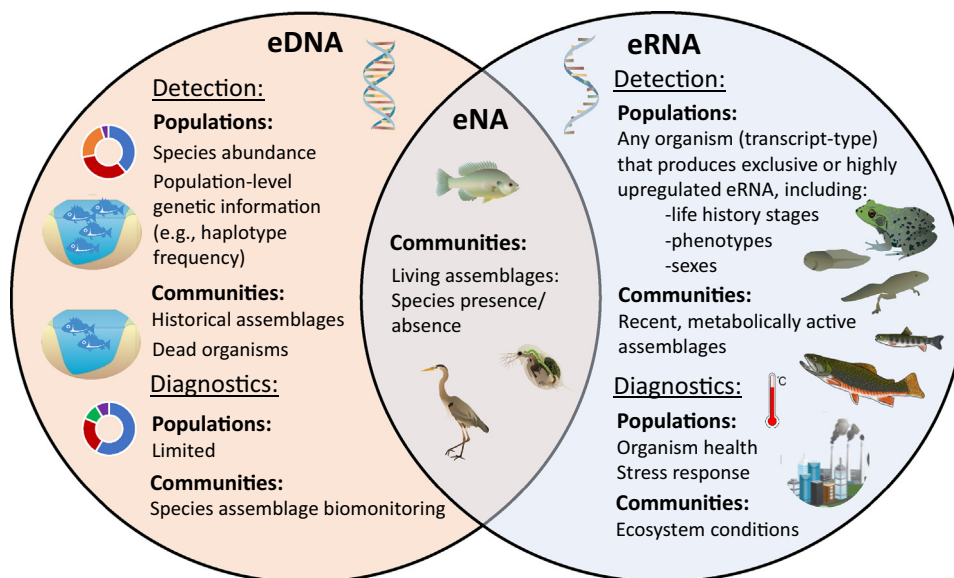 eDNA
Detection:
Populations:
Species abundance
Population-level
genetic information
(e.g., haplotype
frequency)
Communities:
Historical assemblages
Dead organisms
Diagnostics:
Populations:
Limited
Communities:
Species assemblage biomonitoring
eNA
Communities:
Living assemblages:
Species presence/
absence
eRNA
Detection:
Populations:
Any organism (transcript-type)
that produces exclusive or highly
upregulated eRNA, including:
-life history stages
-phenotypes
-sexes
Communities:
Recent, metabolically active
assemblages
Diagnostics:
°C
Populations:
Organism health
Stress response
Communities:
Ecosystem conditions